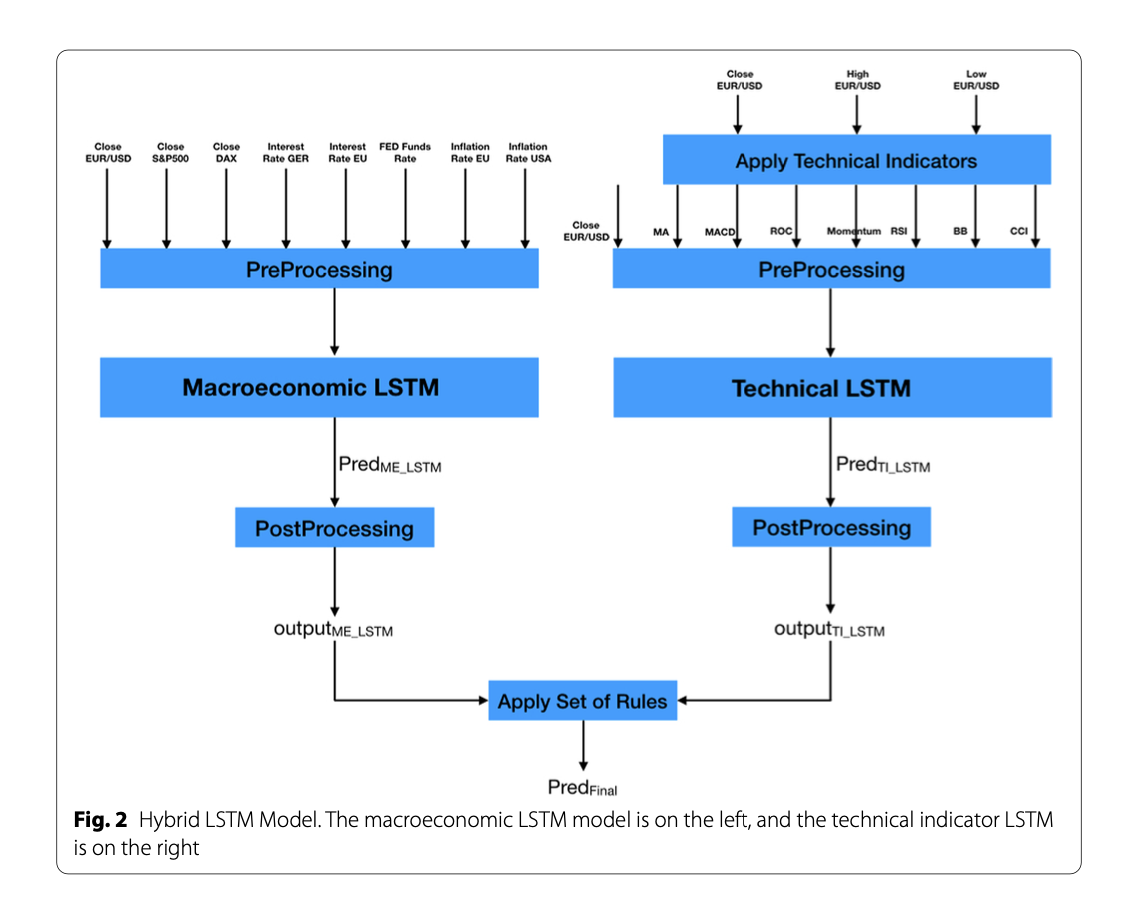 Close
EUR/USD
High
EUR/USD
Low
EUR/USD
Apply Technical Indicators
Close
EUR/USD
Close
S&P500
Close
DAX
Interest
Rate GER
Interest
Rate EU
FED Funds
Rate
Inflation
Rate EU
Inflation
Rate USA
Close
EUR/USD
MA
MACD
ROC
Momentum
RSI
BB
CCI
PreProcessing
PreProcessing
Macroeconomic LSTM
Technical LSTM
PredME_LSTM
PredTI_LSTM
PostProcessing
PostProcessing
outputME_LSTM
outputTI_LSTM
Apply Set of Rules
PredFinal
Fig. 2 Hybrid LSTM Model. The macroeconomic LSTM model is on the left, and the technical indicator LSTM
is on the right